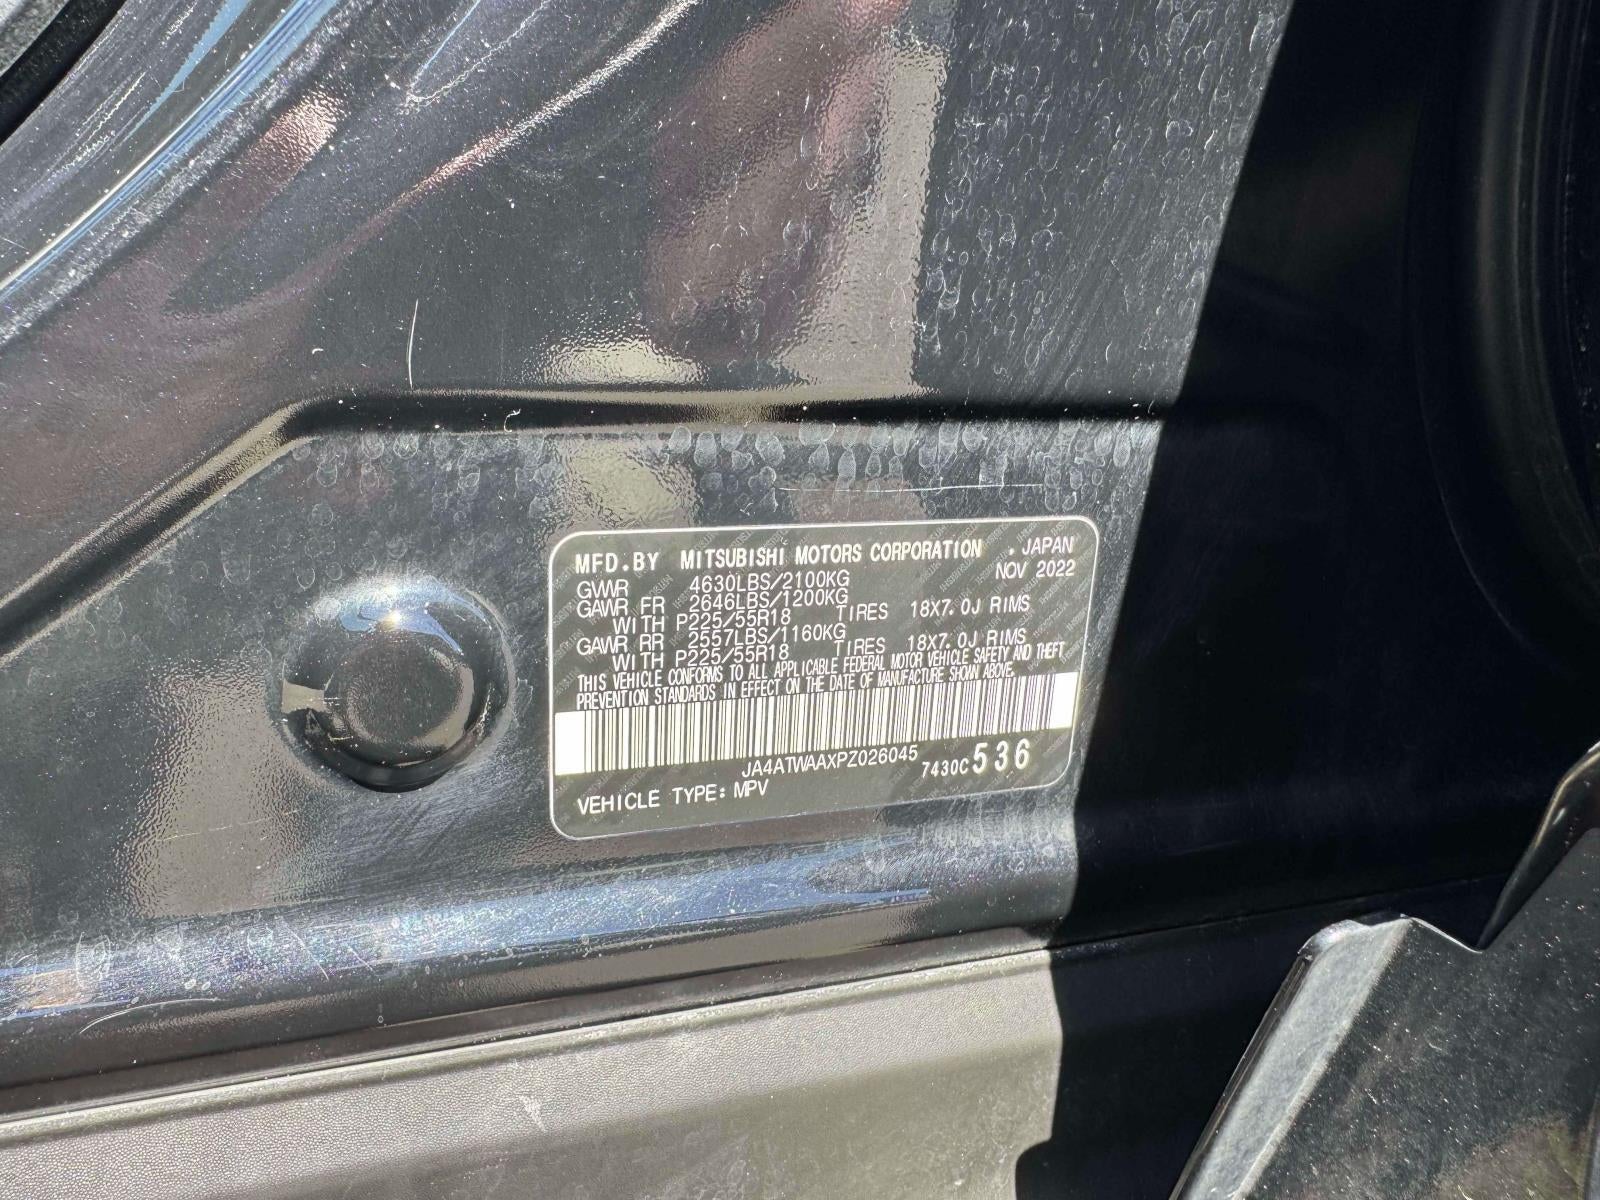 MFD.BY MITSUBISHI MOTORS CORPORATION . JAPAN
GVWR 4630LBS/2100KG NOV 2022
GAWR FR 2646LBS/1200KG
WITH P225/55R18 TIRES 18X7.0J RIMS
GAWR RR 2557LBS/1160KG
WITH P225/55R18 TIRES 18X7.0J RIMS
THIS VEHICLE CONFORMS TO ALL APPLICABLE FEDERAL MOTOR VEHICLE SAFETY AND THEFT
PREVENTION STANDARDS IN EFFECT ON THE DATE OF MANUFACTURE SHOWN ABOVE.
JA4ATWAAXPZ026045 7430C536
VEHICLE TYPE: MPV